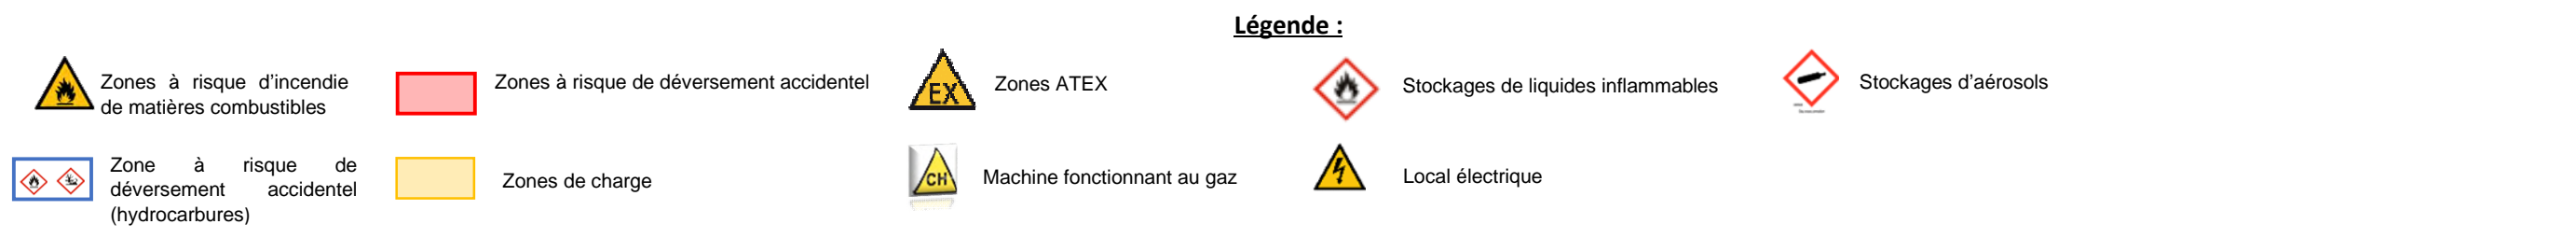 Légende :
Zones à risque d’incendie
de matières combustibles
Zones à risque de déversement accidentel
EX
Zones ATEX
Stockages de liquides inflammables
Stockages d’aérosols
Zone à risque de
déversement accidentel
(hydrocarbures)
Zones de charge
CH
Machine fonctionnant au gaz
Local électrique